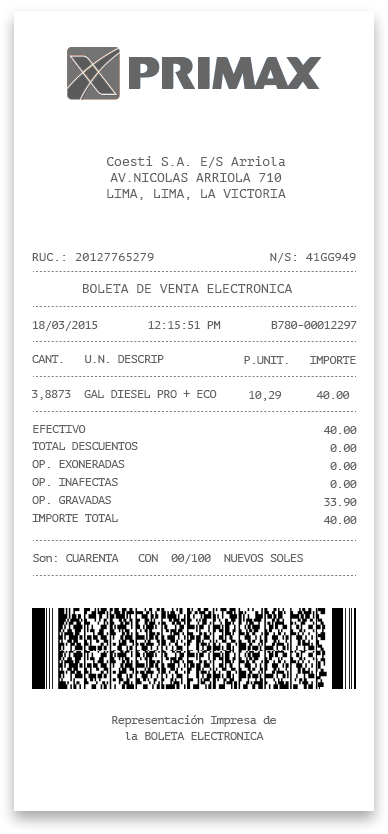 PRIMAX
Coesti S.A. E/S Arriola
AV.NICOLAS ARRIOLA 710
LIMA, LIMA, LA VICTORIA
RUC.: 20127765279 N/S: 41GG949
BOLETA DE VENTA ELECTRONICA
18/03/2015 12:15:51 PM B780-00012297
CANT. U.N. DESCRIP P.UNIT. IMPORTE
3,8873 GAL DIESEL PRO + ECO 10,29 40.00
EFECTIVO 40.00
TOTAL DESCUENTOS 0.00
OP. EXONERADAS 0.00
OP. INAFECTAS 0.00
OP. GRAVADAS 33.90
IMPORTE TOTAL 40.00
Son: CUARENTA CON 00/100 NUEVOS SOLES
Representación Impresa de
la BOLETA ELECTRONICA